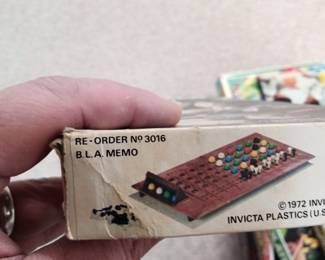 RE-ORDER Nº 3016
B.L.A. MEMO
© 1972 INVI
INVICTA PLASTICS (U.S